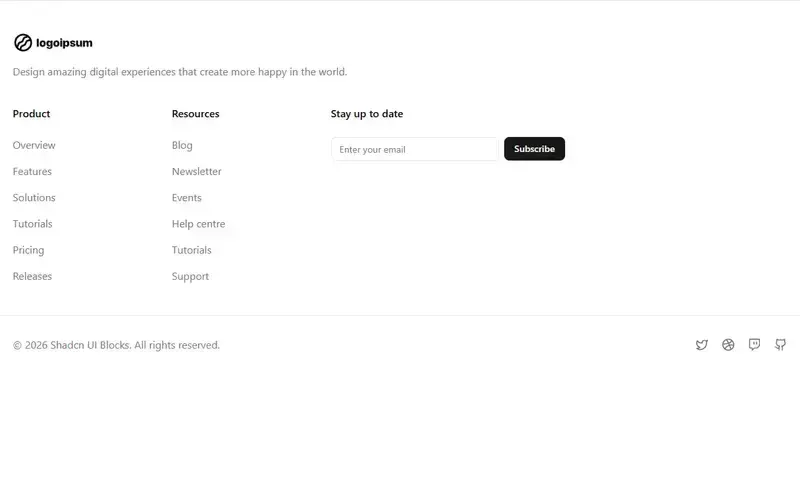 logoipsum
Design amazing digital experiences that create more happy in the world.
Product
Overview
Features
Solutions
Tutorials
Pricing
Releases
Resources
Blog
Newsletter
Events
Help centre
Tutorials
Support
Stay up to date
Enter your email
Subscribe
© 2026 Shadcn UI Blocks. All rights reserved.